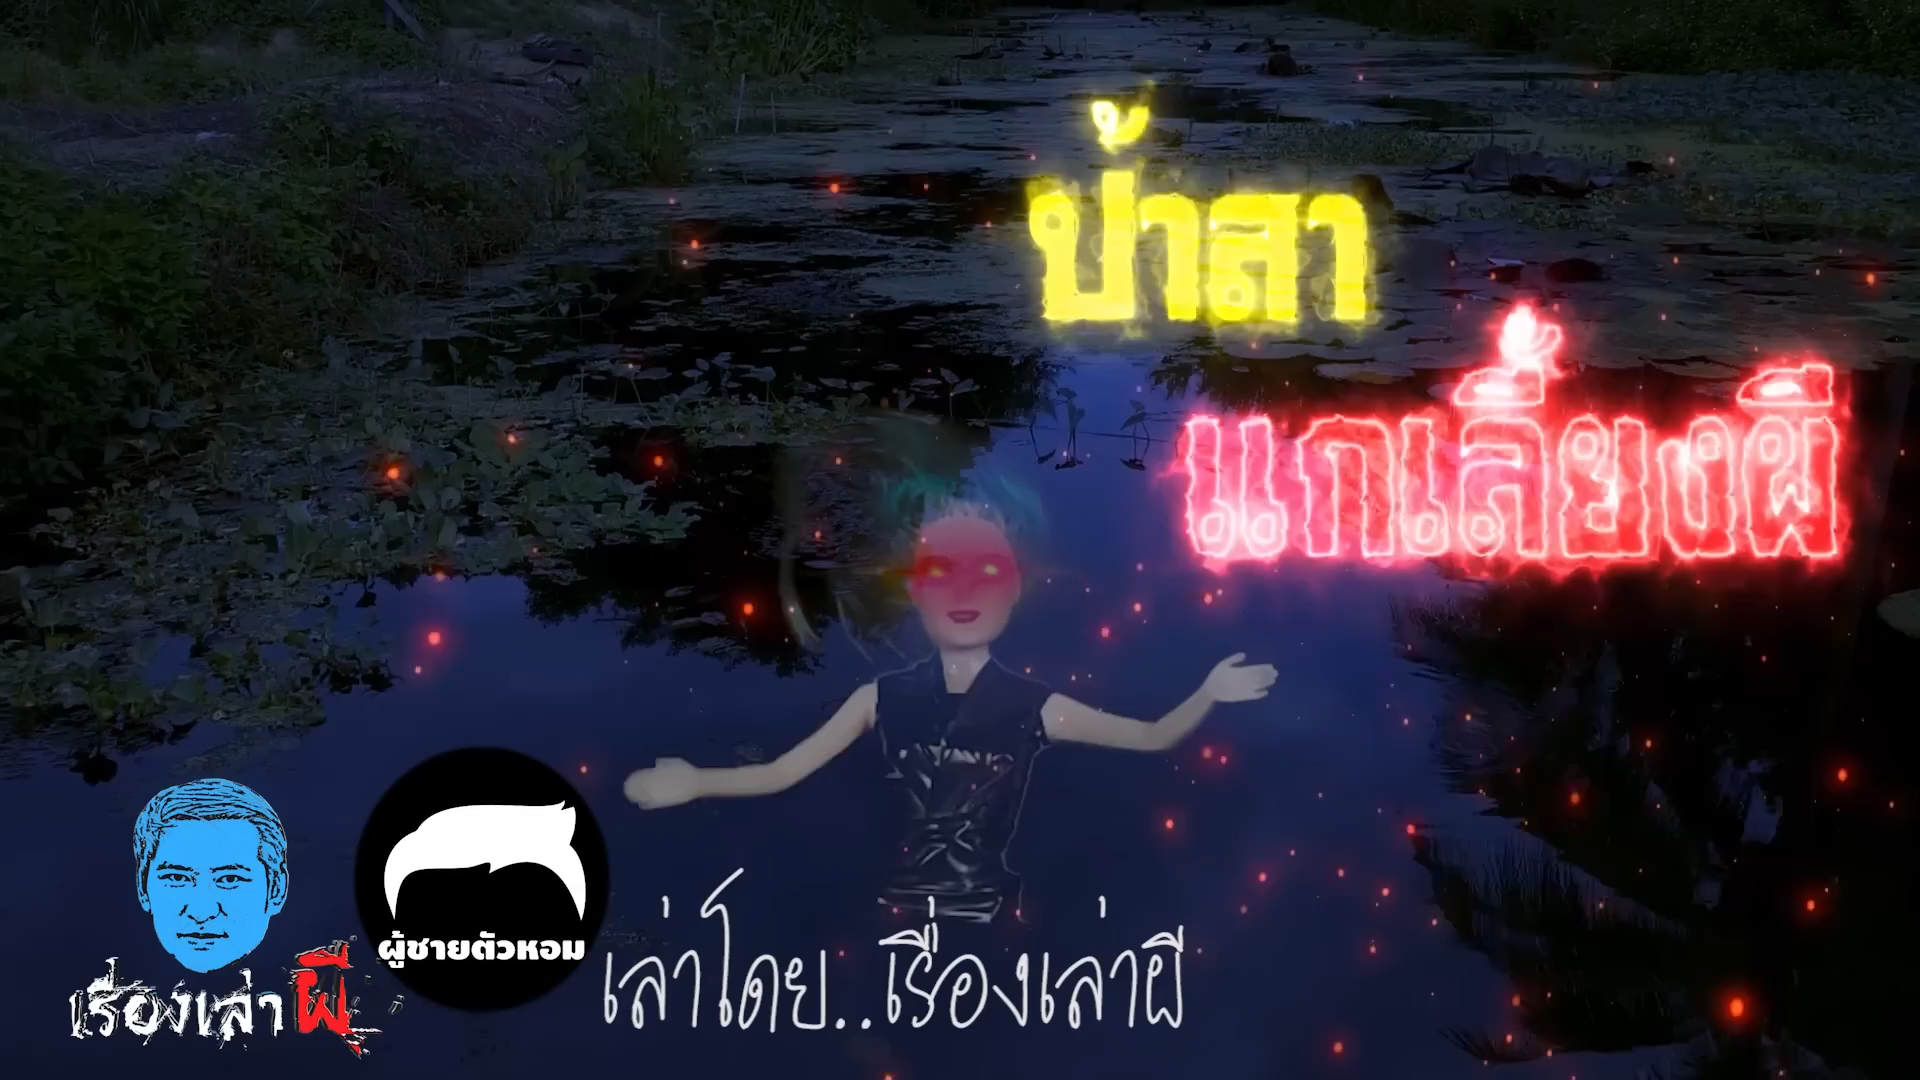 ป้าสา
แกเลี้ยงผี
ผู้ชายตัวหอม
เรื่องเล่าผี
เล่าโดย..เรื่องเล่าผี